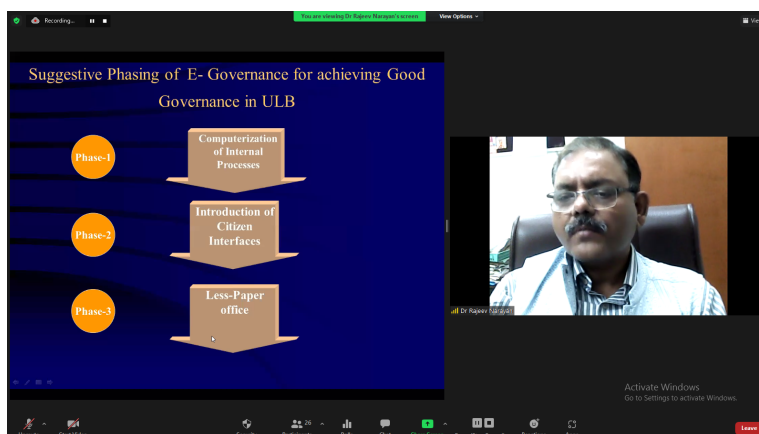 Recording...
You are viewing Dr Rajeev Narayan's screen
View Options
Suggestive Phasing of E- Governance for achieving Good
Governance in ULB
Phase-1
Computerization
of Internal
Processes
Phase-2
Introduction of
Citizen
Interfaces
Phase-3
Less-Paper
office
Dr Rajeev Narayan
Activate Windows
Go to Settings to activate Windows.
26
Leave